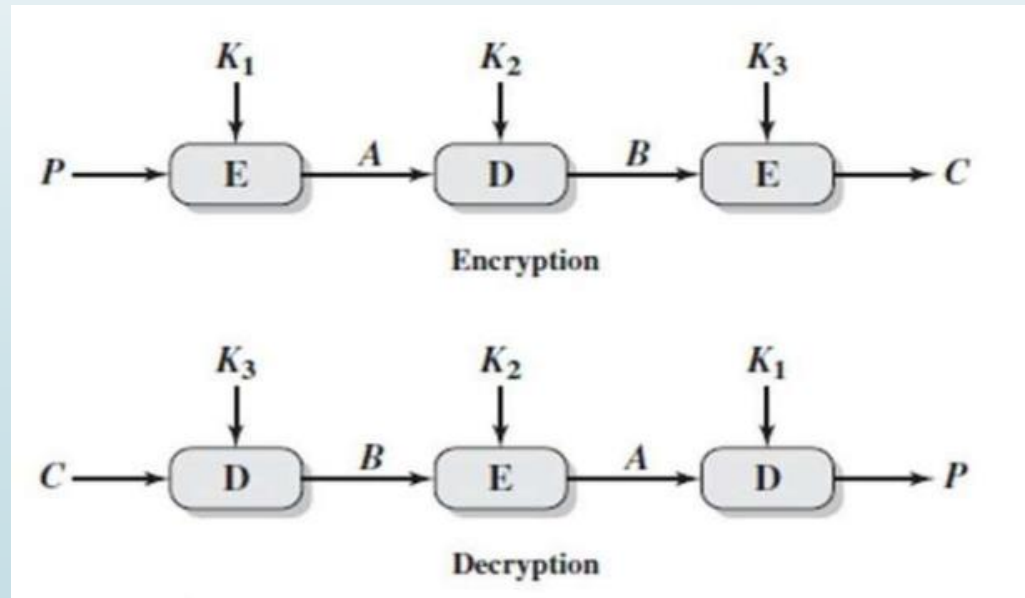 K1 K2 K3
P E A D B E C
Encryption
K3 K2 K1
C D B E A D P
Decryption